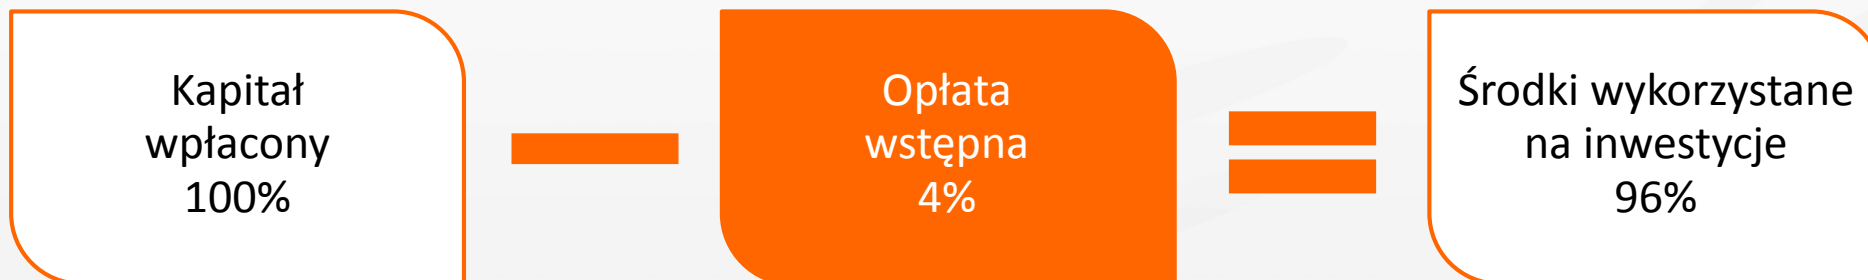 Kapitał
wpłacony
100%
Opłata
wstępna
4%
Środki wykorzystane
na inwestycje
96%